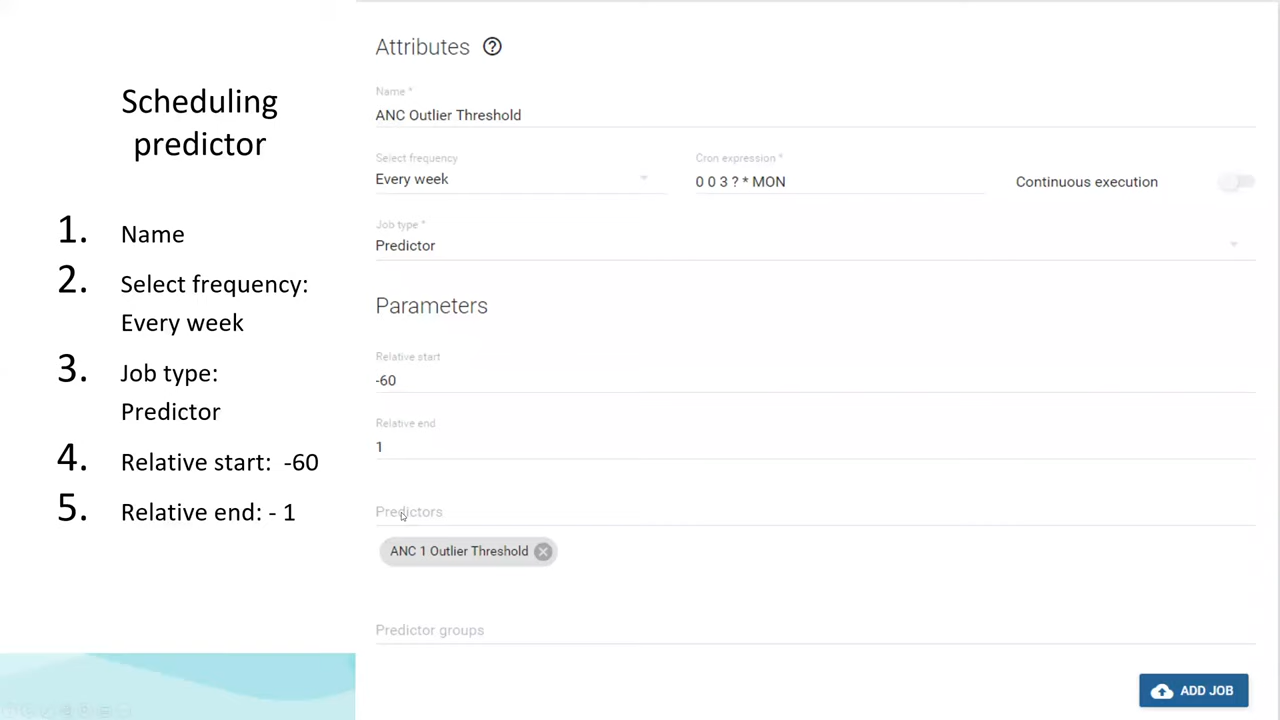 Scheduling
predictor
1. Name
2. Select frequency:
Every week
3. Job type:
Predictor
4. Relative start: -60
5. Relative end: - 1
Attributes ?
Name *
ANC Outlier Threshold
Select frequency
Every week
Cron expression *
0 0 3 ? * MON
Continuous execution
Job type *
Predictor
Parameters
Relative start
-60
Relative end
1
Predictors
ANC 1 Outlier Threshold
Predictor groups
ADD JOB